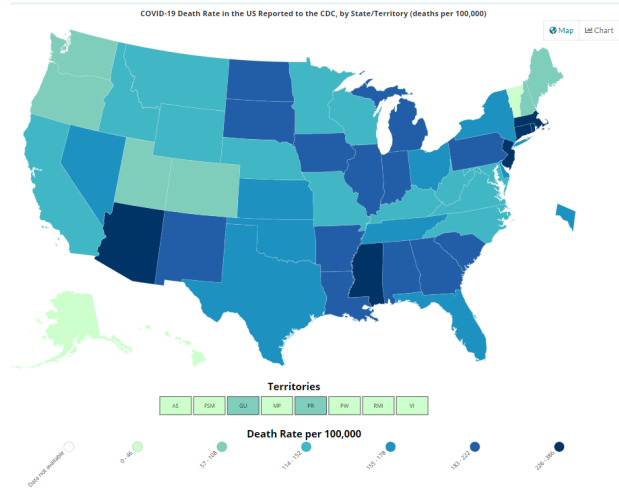 COVID-19 Death Rate in the US Reported to the CDC, by State/Territory (deaths per 100,000)
Map Chart
Territories
AS FSM GU MP PR PW RMI VI
Death Rate per 100,000
Data not available 0 - 46 57 - 108 114 - 152 155 - 178 183 - 222 226 - 366